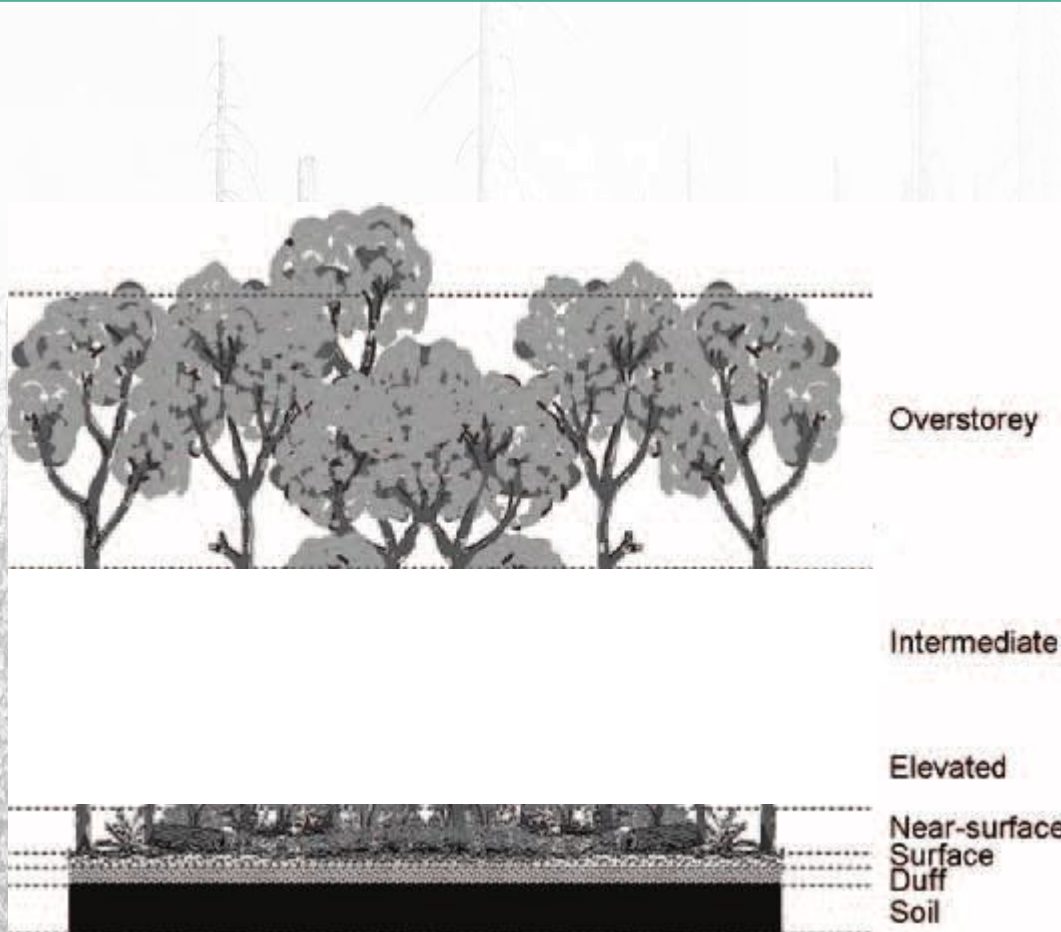 Overstorey
Intermediate
Elevated
Near-surface
Surface
Duff
Soil